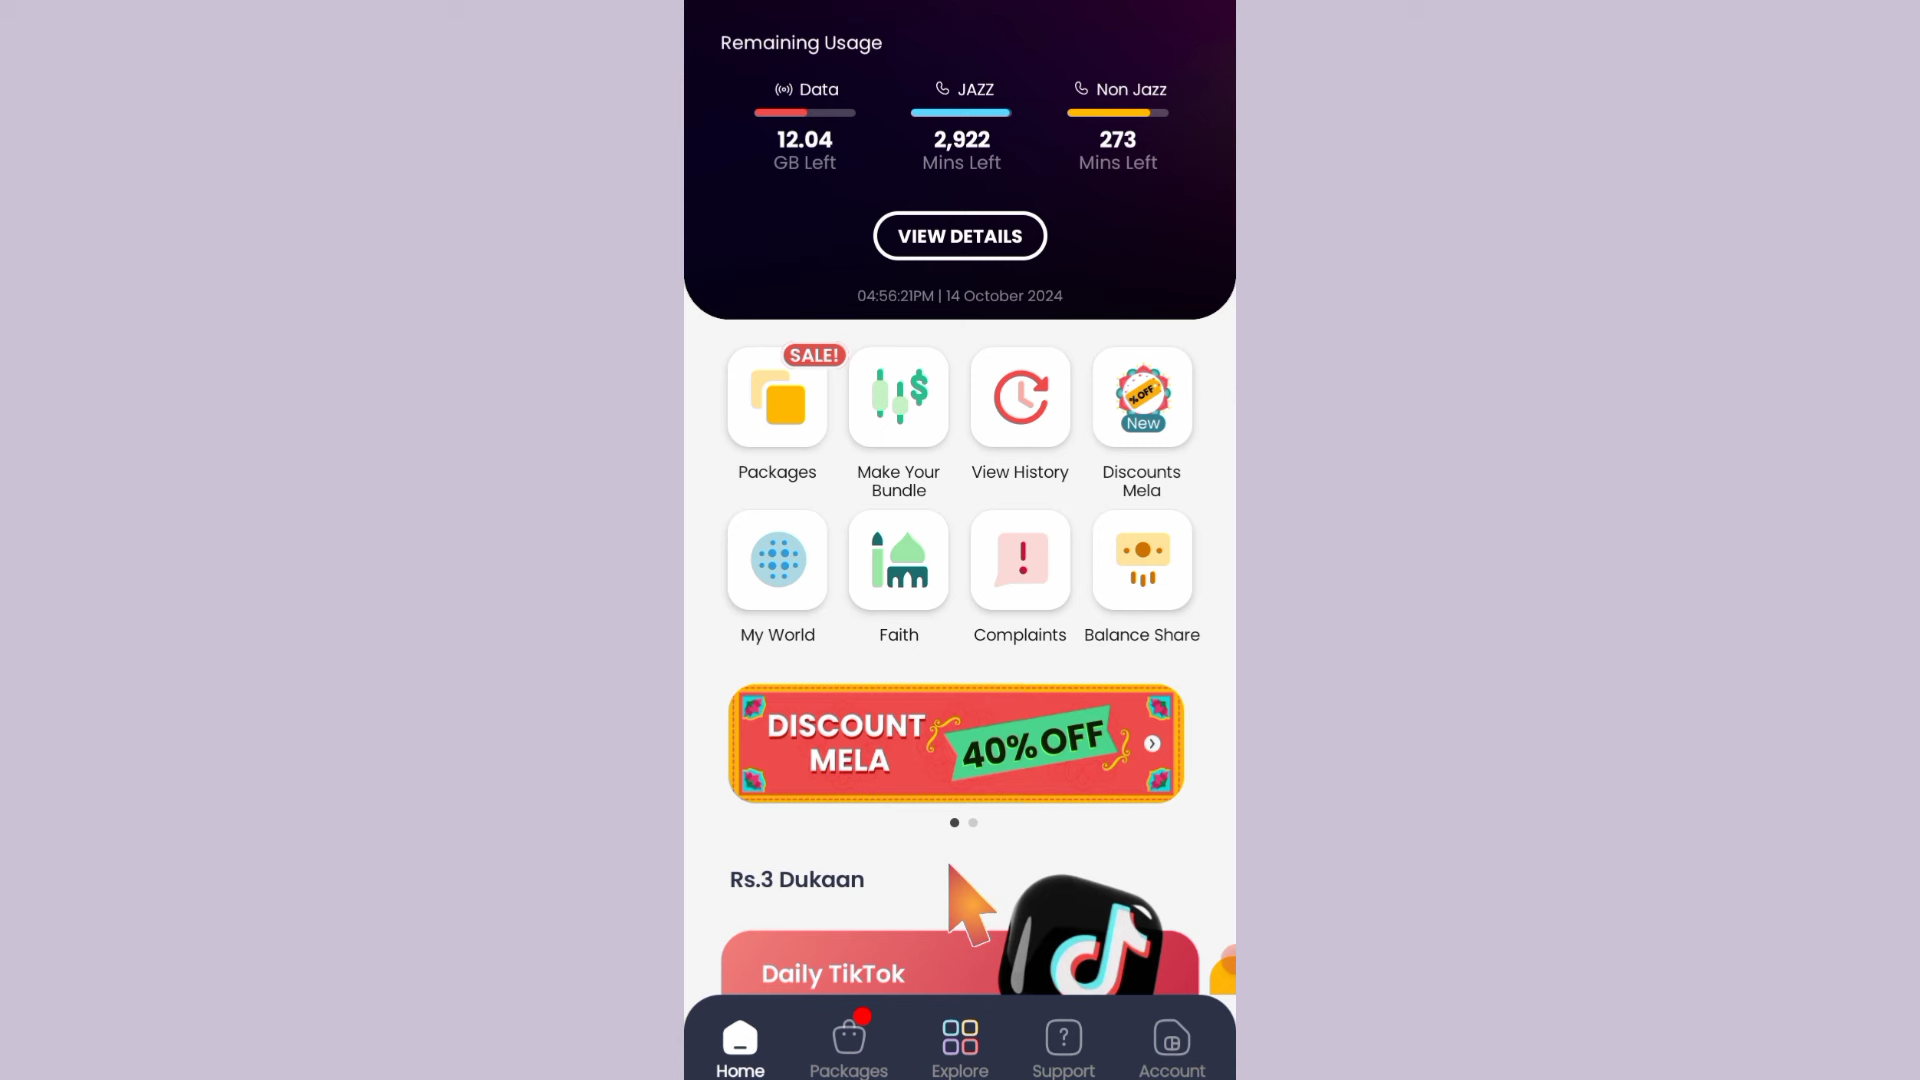 Remaining Usage
Data
JAZZ
Non Jazz
12.04
2,922
273
GB Left
Mins Left
Mins Left
VIEW DETAILS
04:56:21PM | 14 October 2024
SALE!
%OFF
New
Packages
Make Your
Bundle
View History
Discounts
Mela
My World
Faith
Complaints
Balance Share
DISCOUNT
MELA
40% OFF
Rs.3 Dukaan
Daily TikTok
Home
Packages
Explore
Support
Account